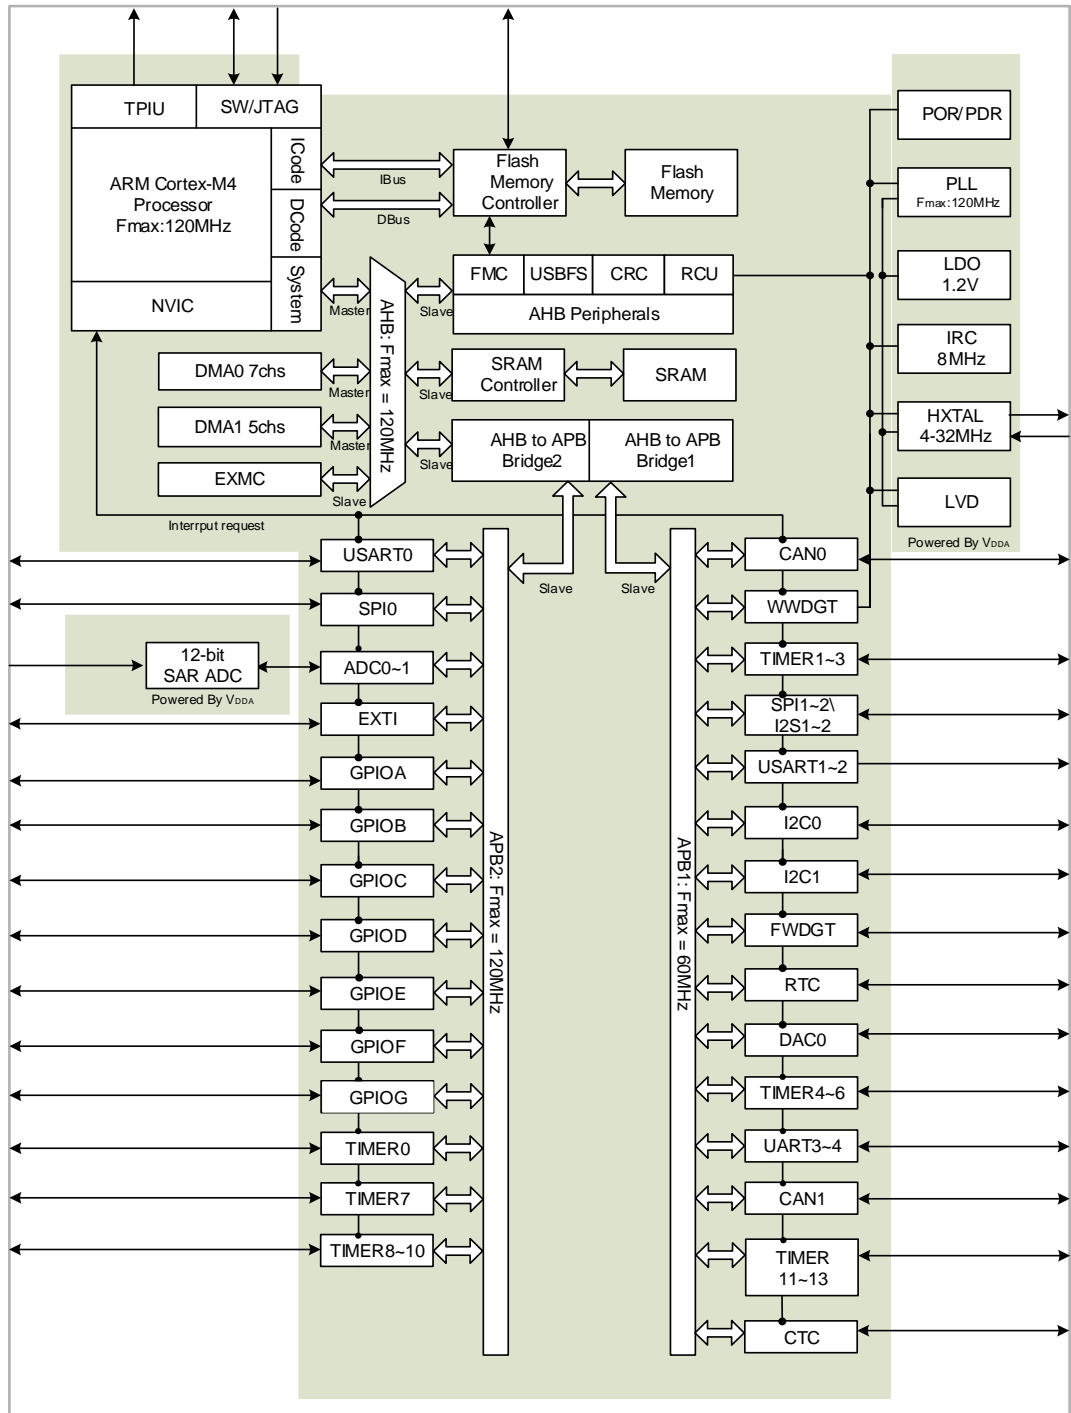 TPIU
SW/JTAG
ARM Cortex-M4
Processor
Fmax:120MHz
ICode
DCode
System
NVIC
IBus
DBus
Flash
Memory
Controller
Flash
Memory
FMC
USBFS
CRC
RCU
AHB Peripherals
Master
Slave
AHB: Fmax = 120MHz
DMA0 7chs
Master
Slave
SRAM
Controller
SRAM
DMA1 5chs
Master
Slave
AHB to APB
Bridge2
AHB to APB
Bridge1
EXMC
Slave
Interrput request
POR/PDR
PLL
Fmax:120MHz
LDO
1.2V
IRC
8MHz
HXTAL
4-32MHz
LVD
Powered By VDDA
Slave
Slave
USART0
SPI0
12-bit
SAR ADC
Powered By VDDA
ADC0~1
EXTI
GPIOA
GPIOB
GPIOC
GPIOD
GPIOE
GPIOF
GPIOG
TIMER0
TIMER7
TIMER8~10
APB2: Fmax = 120MHz
APB1: Fmax = 60MHz
CAN0
WWDGT
TIMER1~3
SPI1~2\
I2S1~2
USART1~2
I2C0
I2C1
FWDGT
RTC
DAC0
TIMER4~6
UART3~4
CAN1
TIMER
11~13
CTC